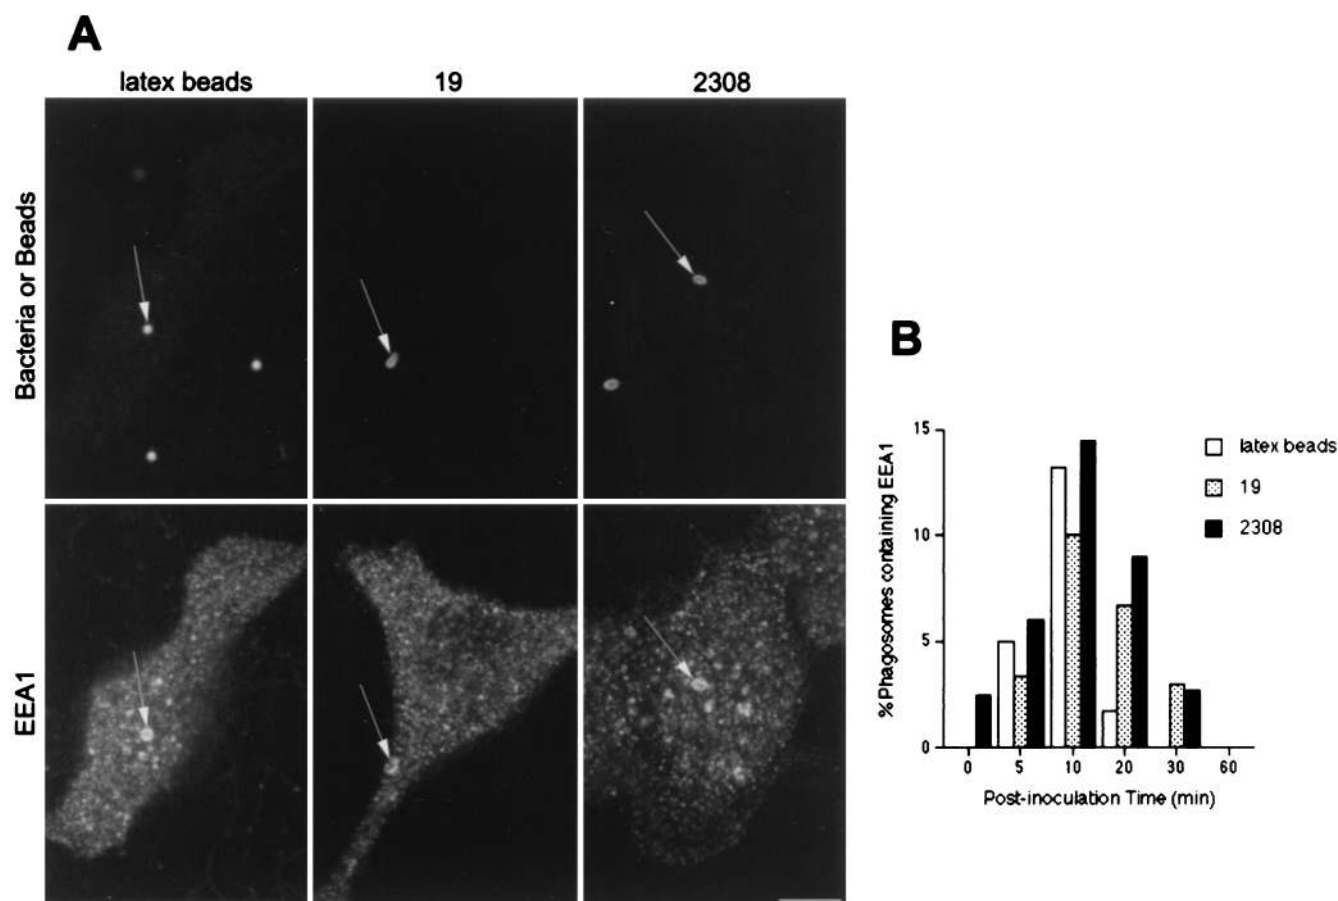 A
latex beads
19
2308
Bacteria or Beads
EEA1
B
%Phagosomes containing EEA1
15
10
5
0
latex beads
19
2308
0
5
10
20
30
60
Post-inoculation Time (min)